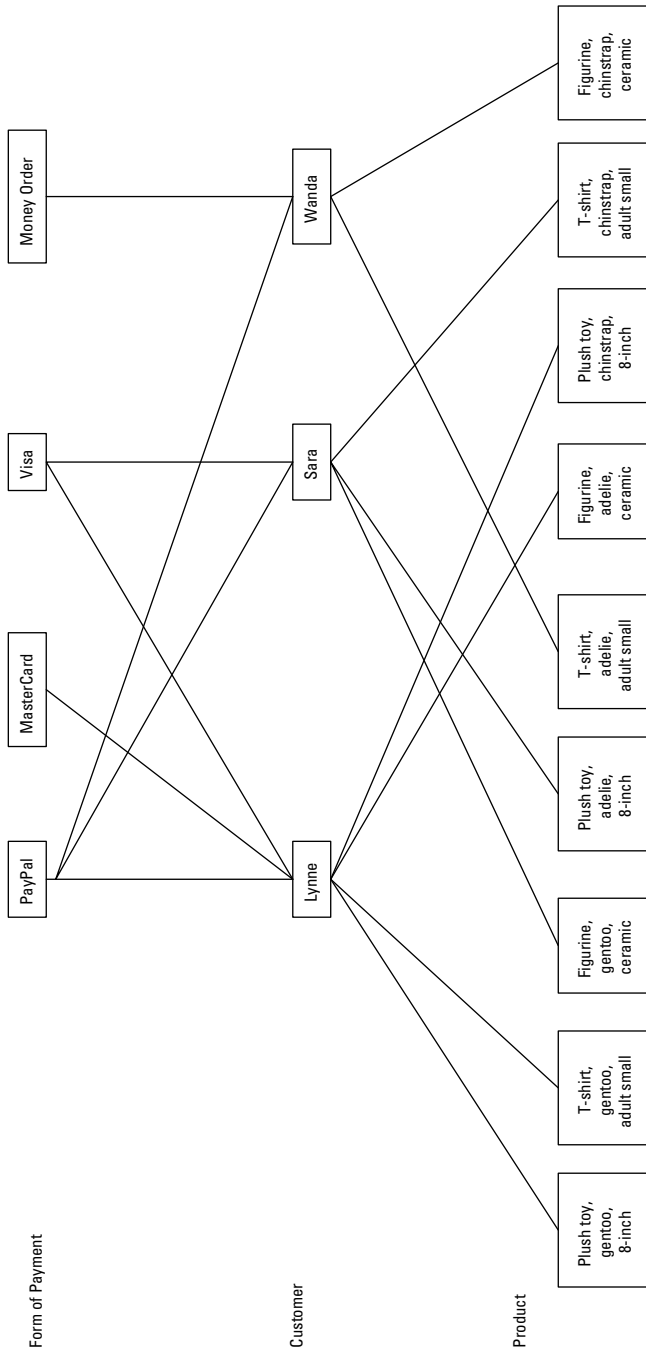 Form of Payment
PayPal
MasterCard
Visa
Money Order
Customer
Lynne
Sara
Wanda
Product
Plush toy,
gentoo,
8-inch
T-shirt,
gentoo,
adult small
Figurine,
gentoo,
ceramic
Plush toy,
adelie,
8-inch
T-shirt,
adelie,
adult small
Figurine,
adelie,
ceramic
Plush toy,
chinstrap,
8-inch
T-shirt,
chinstrap,
adult small
Figurine,
chinstrap,
ceramic